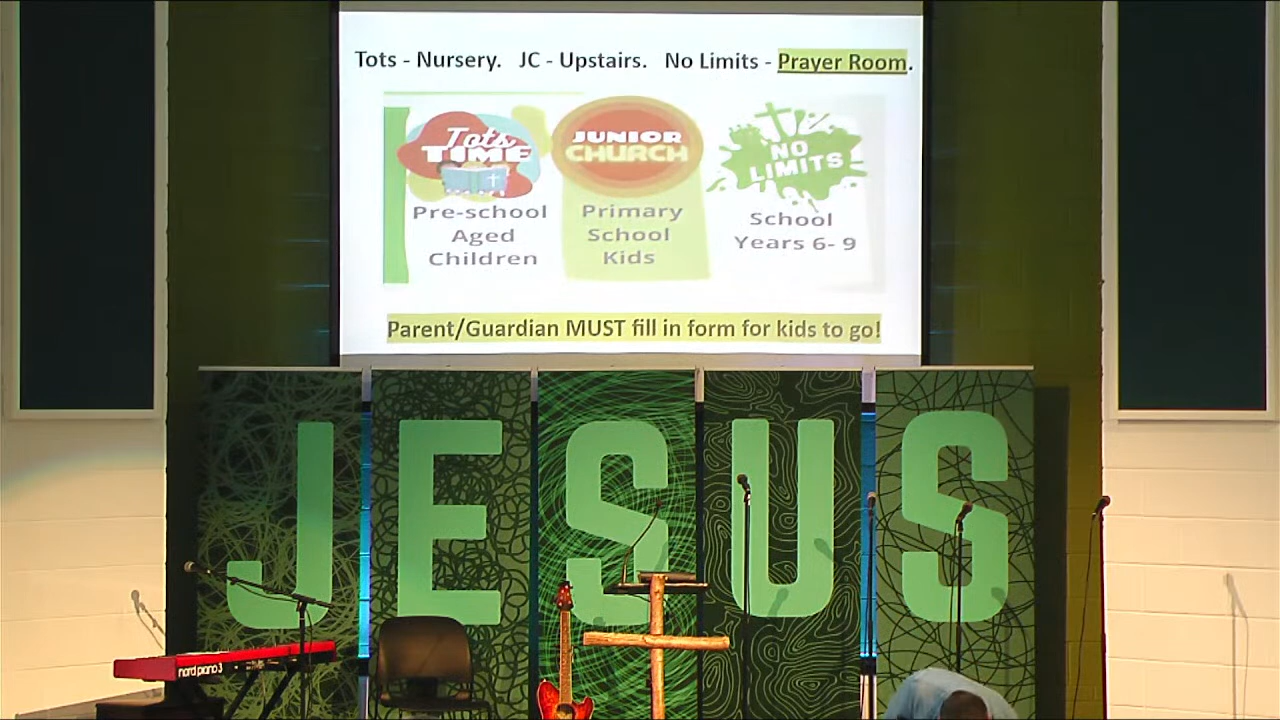 Tots - Nursery. JC - Upstairs. No Limits - Prayer Room.
Tots
TIME
JUNIOR
CHURCH
NO
LIMITS
Pre-school
Aged
Children
Primary
School
Kids
School
Years 6- 9
Parent/Guardian MUST fill in form for kids to go!
JESUS
nord piano 3